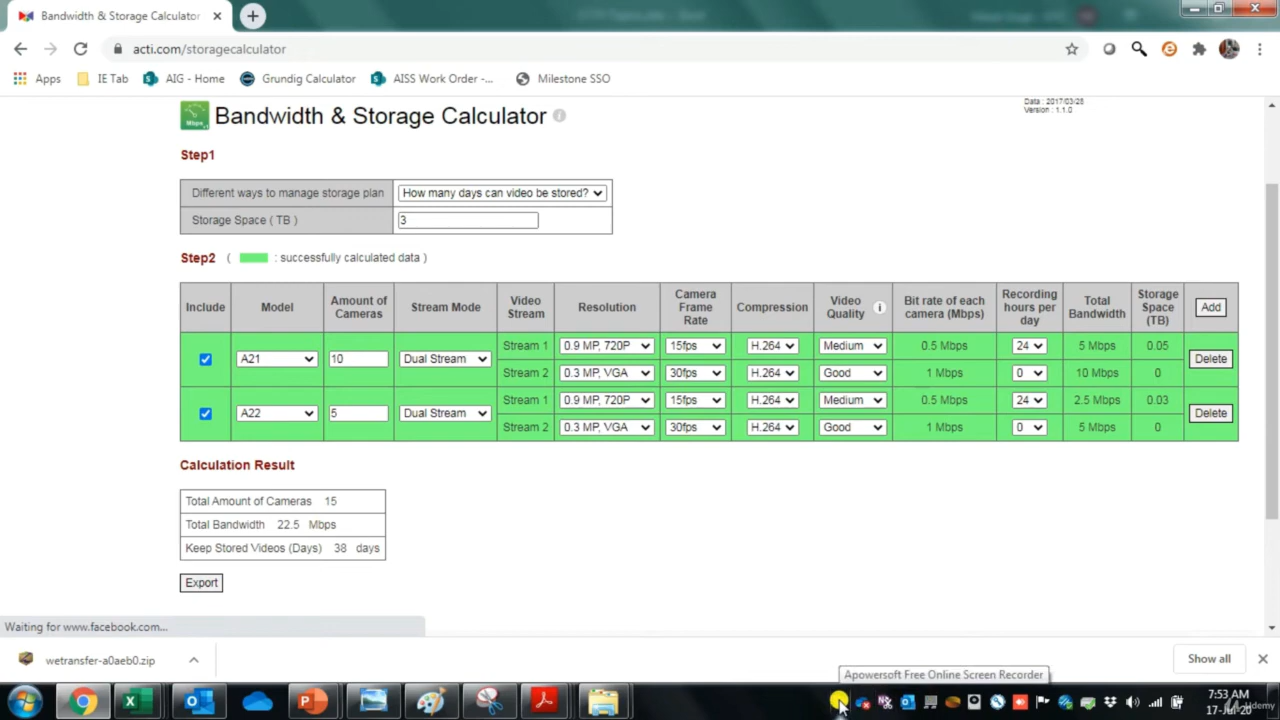 Bandwidth & Storage Calculator
acti.com/storagecalculator
Apps IE Tab AIG - Home Grundig Calculator AISS Work Order -... Milestone SSO
Bandwidth & Storage Calculator
Data : 2017/03/28
Version : 1.1.0
Step1
Different ways to manage storage plan How many days can video be stored?
Storage Space ( TB ) 3
Step2 ( : successfully calculated data )
Include Model Amount of Cameras Stream Mode Video Stream Resolution Camera Frame Rate Compression Video Quality i Bit rate of each camera (Mbps) Recording hours per day Total Bandwidth Storage Space (TB) Add
A21 10 Dual Stream Stream 1 0.9 MP, 720P 15fps H.264 Medium 0.5 Mbps 24 5 Mbps 0.05 Delete
Stream 2 0.3 MP, VGA 30fps H.264 Good 1 Mbps 0 10 Mbps 0
A22 5 Dual Stream Stream 1 0.9 MP, 720P 15fps H.264 Medium 0.5 Mbps 24 2.5 Mbps 0.03 Delete
Stream 2 0.3 MP, VGA 30fps H.264 Good 1 Mbps 0 5 Mbps 0
Calculation Result
Total Amount of Cameras 15
Total Bandwidth 22.5 Mbps
Keep Stored Videos (Days) 38 days
Export
Waiting for www.facebook.com...
wetransfer-a0aeb0.zip
Show all
Apowersoft Free Online Screen Recorder
7:53 AM
17-Jul-20
Udemy